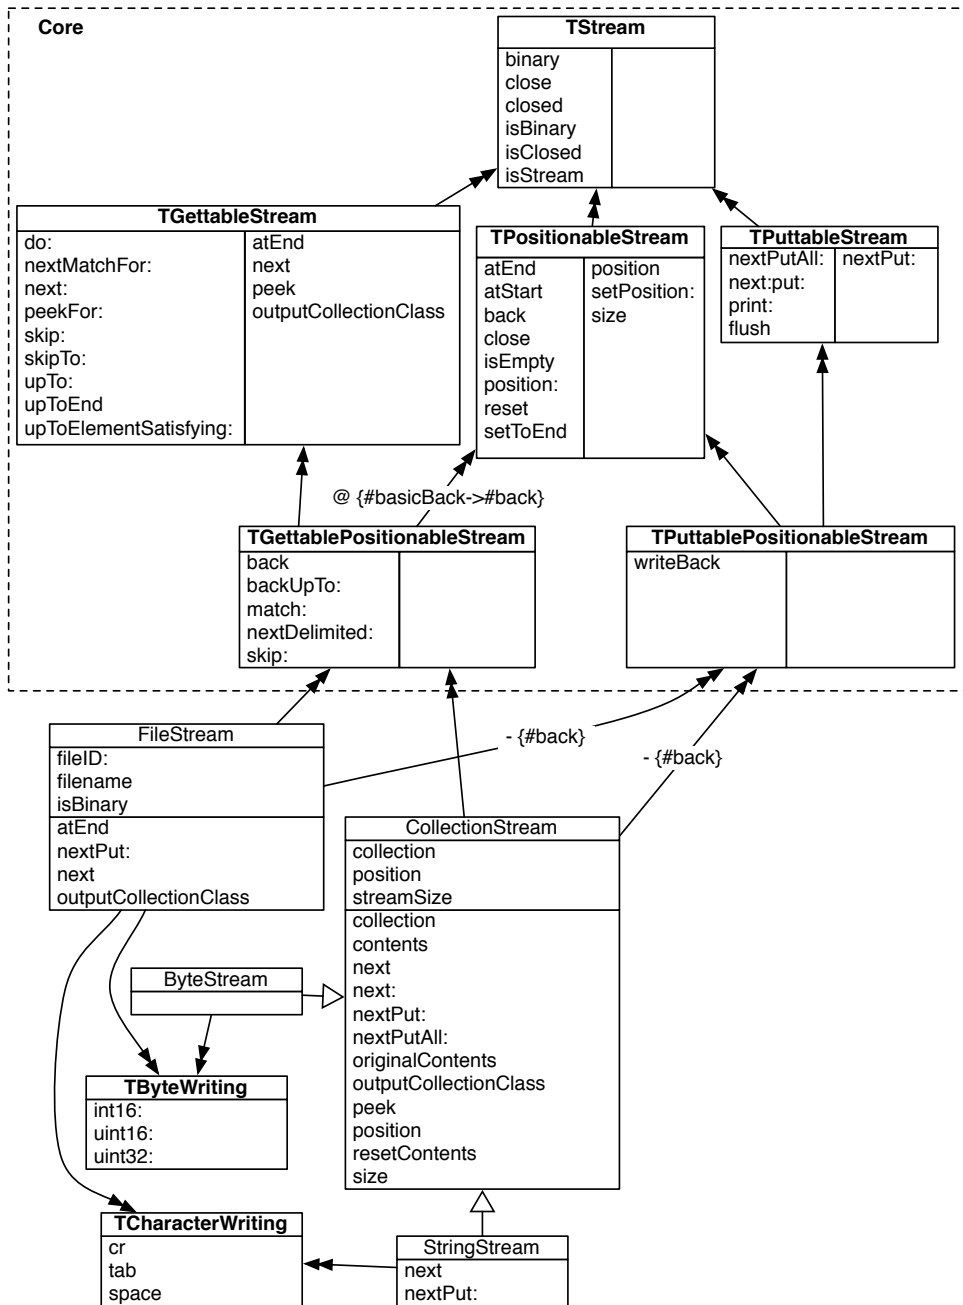 Core
TStream
binary
close
closed
isBinary
isClosed
isStream
TGettableStream
do:
nextMatchFor:
next:
peekFor:
skip:
skipTo:
upTo:
upToEnd
upToElementSatisfying:
atEnd
next
peek
outputCollectionClass
TPositionableStream
atEnd
atStart
back
close
isEmpty
position:
reset
setToEnd
position
setPosition:
size
TPuttableStream
nextPutAll:
next:put:
print:
flush
nextPut:
@ {#basicBack->#back}
TGettablePositionableStream
back
backUpTo:
match:
nextDelimited:
skip:
TPuttablePositionableStream
writeBack
- {#back}
- {#back}
FileStream
fileID:
filename
isBinary
atEnd
nextPut:
next
outputCollectionClass
CollectionStream
collection
position
streamSize
collection
contents
next
next:
nextPut:
nextPutAll:
originalContents
outputCollectionClass
peek
position
resetContents
size
ByteStream
TByteWriting
int16:
uint16:
uint32:
TCharacterWriting
cr
tab
space
StringStream
next
nextPut: